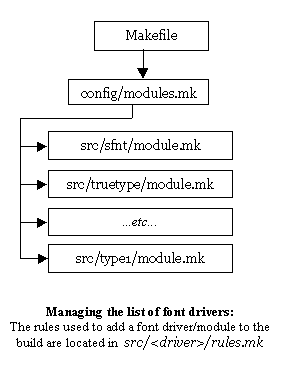 Makefile
config/modules.mk
src/sfnt/module.mk
src/truetype/module.mk
...etc...
src/type1/module.mk
Managing the list of font drivers:
The rules used to add a font driver/module to the
build are located in src/<driver>/rules.mk